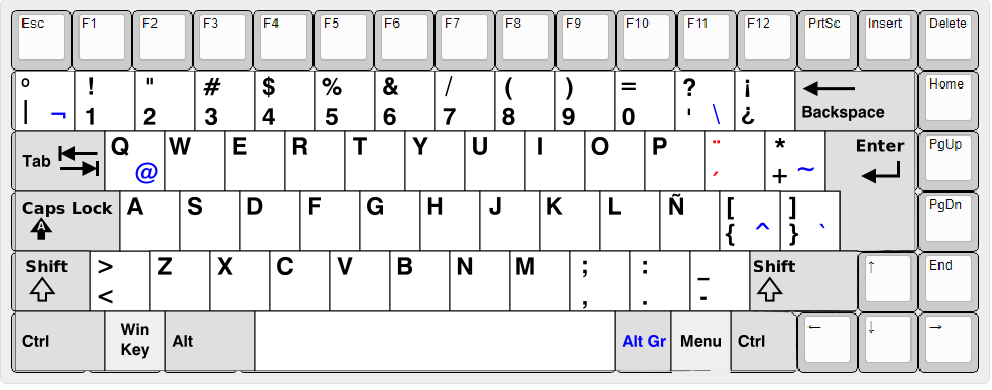 Esc F1 F2 F3 F4 F5 F6 F7 F8 F9 F10 F11 F12 PrtSc Insert Delete
° ! " # $ % & / ( ) = ? ¡
| ¬ 1 2 3 4 5 6 7 8 9 0 ' \ ¿ Backspace Home
Tab Q W E R T Y U I O P ¨ * Enter PgUp
@ ´ + ~
Caps Lock A S D F G H J K L Ñ [ ] PgDn
A { ^ } `
Shift > Z X C V B N M ; : _ Shift ↑ End
< , . -
Ctrl Win Key Alt Alt Gr Menu Ctrl ← ↓ →